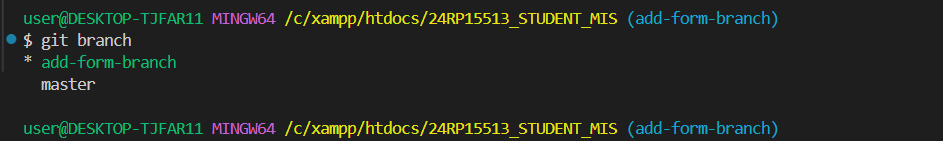 user@DESKTOP-TJFAR11 MINGW64 /c/xampp/htdocs/24RP15513_STUDENT_MIS (add-form-branch)
$ git branch
* add-form-branch
  master
user@DESKTOP-TJFAR11 MINGW64 /c/xampp/htdocs/24RP15513_STUDENT_MIS (add-form-branch)